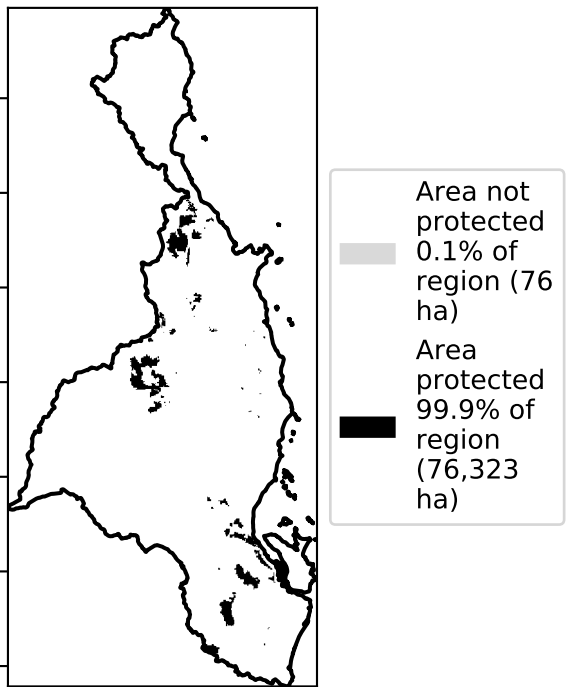 Area not
protected
0.1% of
region (76
ha)
Area
protected
99.9% of
region
(76,323
ha)